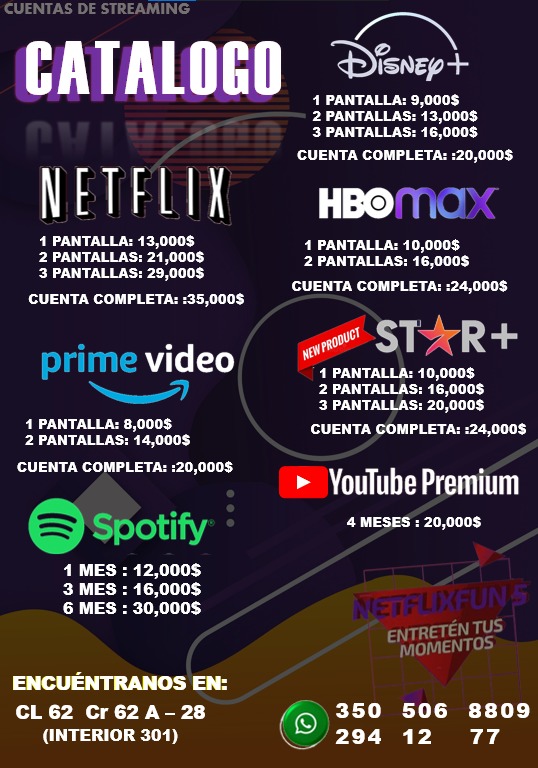 CUENTAS DE STREAMING
CATALOGO
Disney+
1 PANTALLA: 9,000$
2 PANTALLAS: 13,000$
3 PANTALLAS: 16,000$
CUENTA COMPLETA: :20,000$
NETFLIX
1 PANTALLA: 13,000$
2 PANTALLAS: 21,000$
3 PANTALLAS: 29,000$
CUENTA COMPLETA: :35,000$
HBOmax
1 PANTALLA: 10,000$
2 PANTALLAS: 16,000$
CUENTA COMPLETA: :24,000$
NEW PRODUCT
STAR+
1 PANTALLA: 10,000$
2 PANTALLAS: 16,000$
3 PANTALLAS: 20,000$
CUENTA COMPLETA: :24,000$
prime video
1 PANTALLA: 8,000$
2 PANTALLAS: 14,000$
CUENTA COMPLETA: :20,000$
YouTube Premium
4 MESES : 20,000$
Spotify
1 MES : 12,000$
3 MES : 16,000$
6 MES : 30,000$
NETFLIXFUN 5
ENTRETÉN TUS
MOMENTOS
ENCUÉNTRANOS EN:
CL 62 Cr 62 A – 28
(INTERIOR 301)
350 506 8809
294 12 77